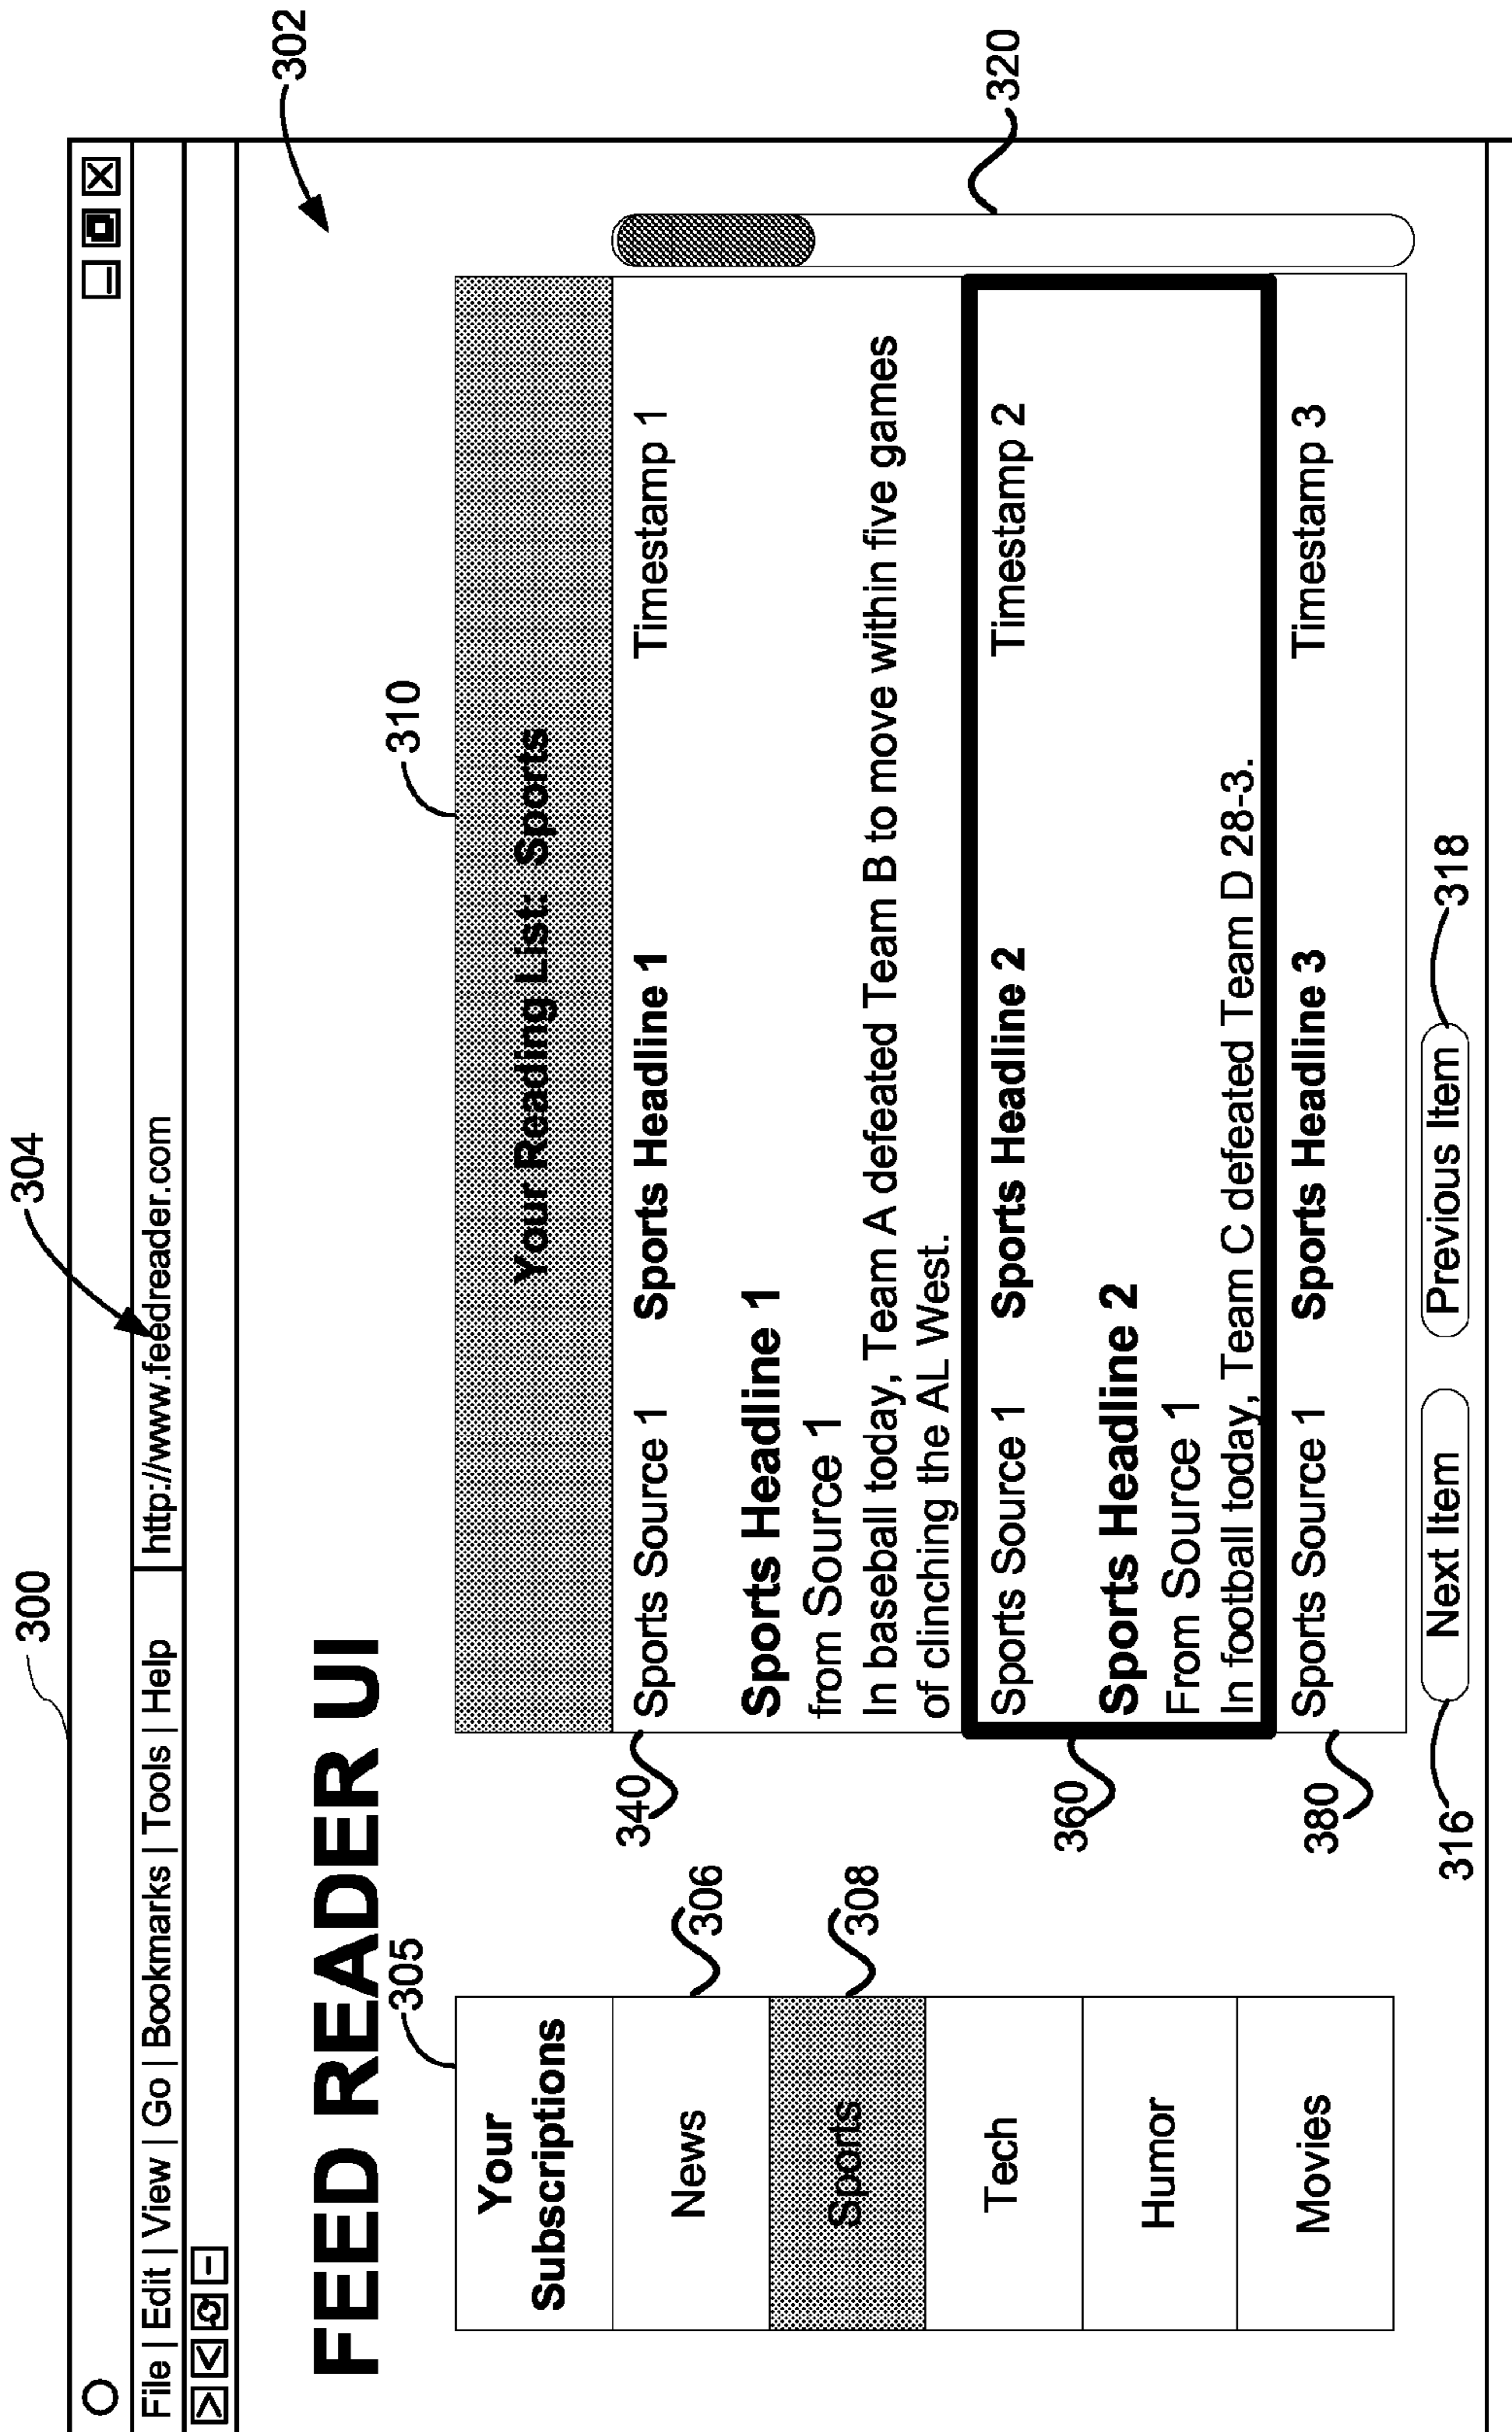 300
304
302
File | Edit | View | Go | Bookmarks | Tools | Help
http://www.feedreader.com
FEED READER UI
305
310
Your
Subscriptions
News
306
Sports
308
Tech
Humor
Movies
Your Reading List: Sports
320
340
Sports Source 1 Sports Headline 1 Timestamp 1
Sports Headline 1
from Source 1
In baseball today, Team A defeated Team B to move within five games
of clinching the AL West.
360
Sports Source 1 Sports Headline 2 Timestamp 2
Sports Headline 2
From Source 1
In football today, Team C defeated Team D 28-3.
380
Sports Source 1 Sports Headline 3 Timestamp 3
316
Next Item
Previous Item
318